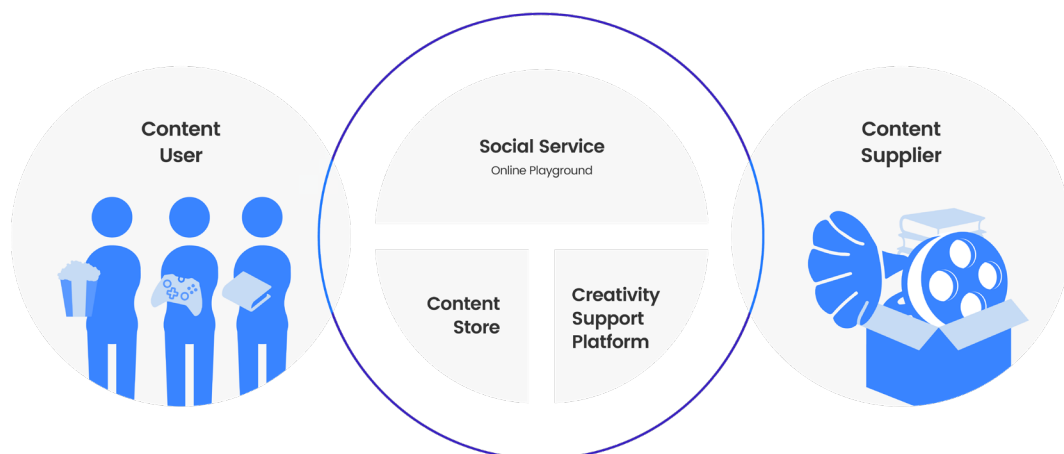 Content
User
Social Service
Online Playground
Content
Store
Creativity
Support
Platform
Content
Supplier